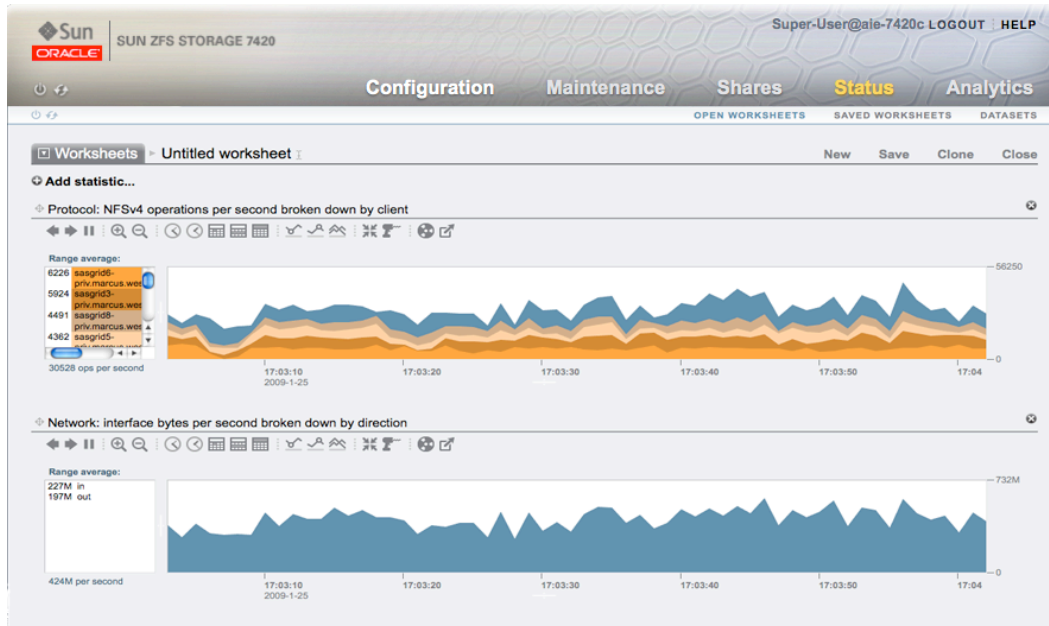 Sun
ORACLE
SUN ZFS STORAGE 7420
Super-User@aie-7420c LOGOUT HELP
Configuration Maintenance Shares Status Analytics
OPEN WORKSHEETS SAVED WORKSHEETS DATASETS
Worksheets Untitled worksheet
New Save Clone Close
Add statistic...
Protocol: NFSv4 operations per second broken down by client
Range average:
6226 sasgrid6-
priv.marcus.wes
5924 sasgrid3-
priv.marcus.wes
4491 sasgrid8-
priv.marcus.wes
4362 sasgrid5-
30528 ops per second
56250
0
17:03:10 17:03:20 17:03:30 17:03:40 17:03:50 17:04
2009-1-25
Network: interface bytes per second broken down by direction
Range average:
227M in
197M out
424M per second
732M
0
17:03:10 17:03:20 17:03:30 17:03:40 17:03:50 17:04
2009-1-25